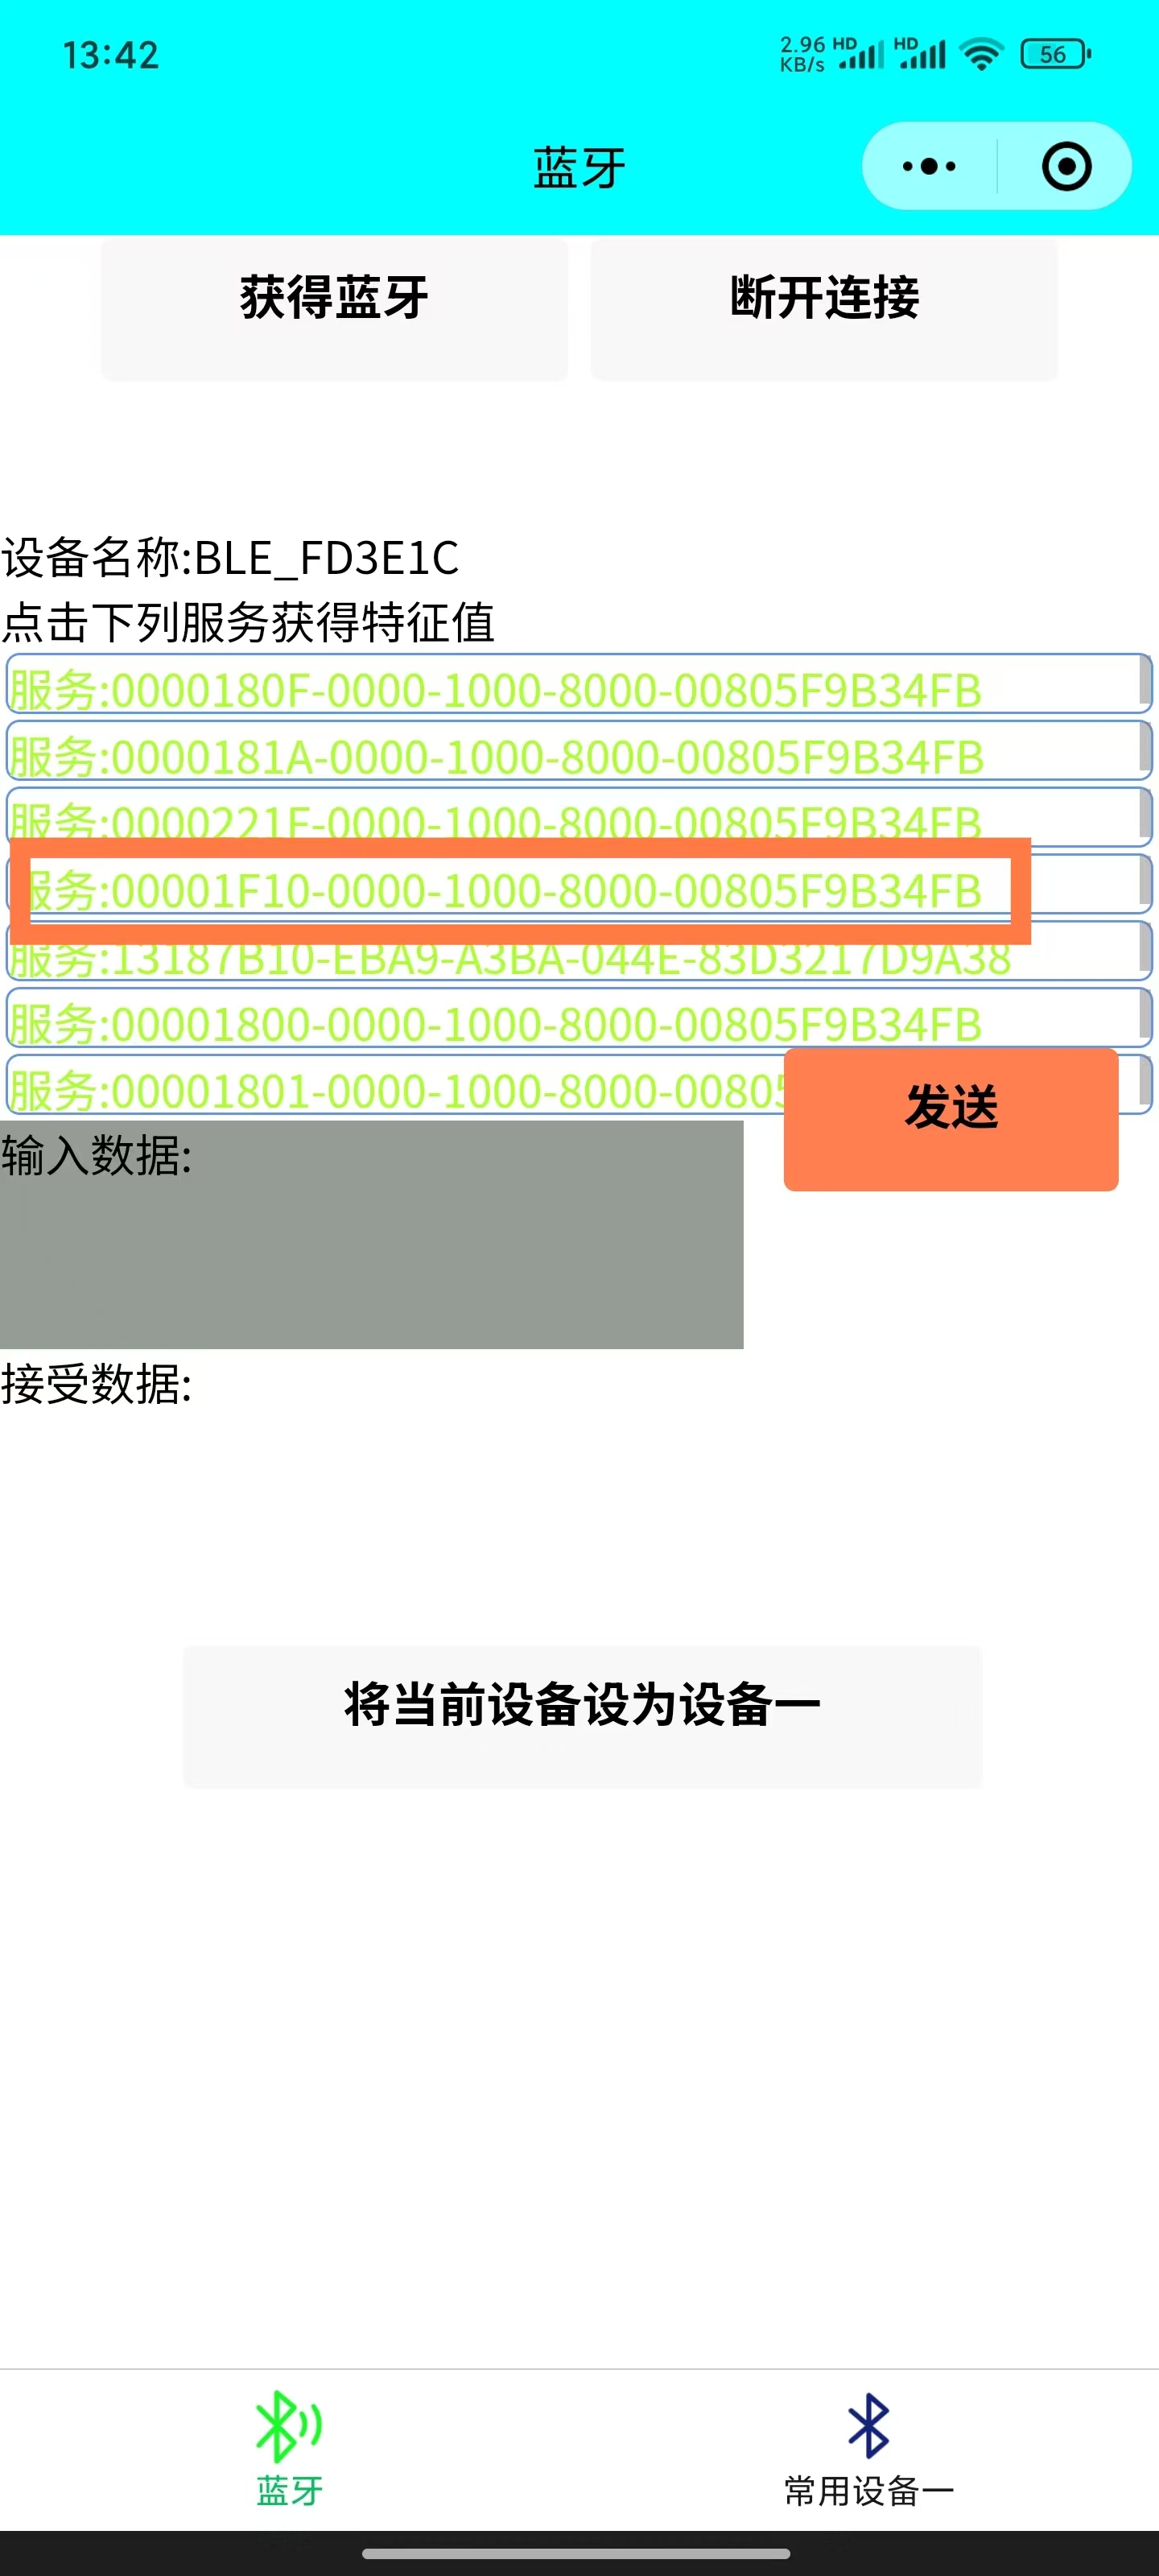 13:42
2.96 KB/s HD HD 56
蓝牙
获得蓝牙 断开连接
设备名称:BLE_FD3E1C
点击下列服务获得特征值
服务:0000180F-0000-1000-8000-00805F9B34FB
服务:0000181A-0000-1000-8000-00805F9B34FB
服务:0000221F-0000-1000-8000-00805F9B34FB
服务:00001F10-0000-1000-8000-00805F9B34FB
服务:13187B10-EBA9-A3BA-044E-83D3217D9A38
服务:00001800-0000-1000-8000-00805F9B34FB
服务:00001801-0000-1000-8000-00805
发送
输入数据:
接受数据:
将当前设备设为设备一
蓝牙 常用设备一